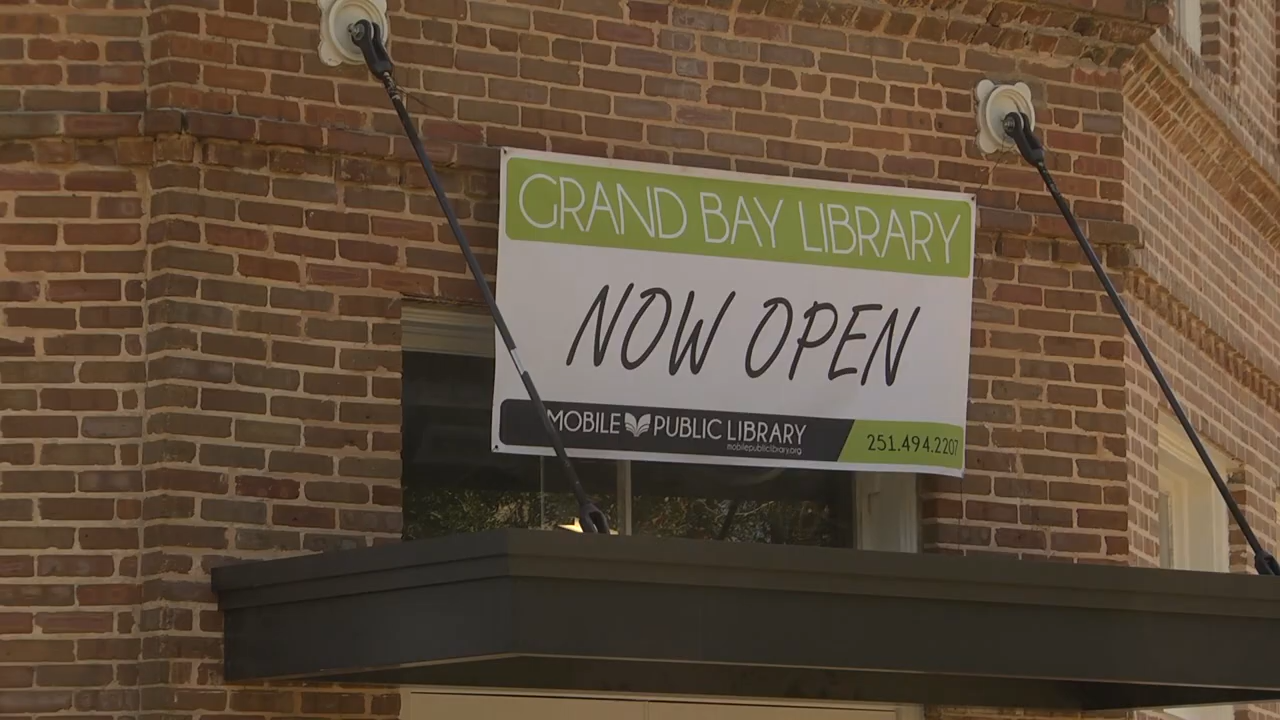 GRAND BAY LIBRARY
NOW OPEN
MOBILE PUBLIC LIBRARY
mobilepubliclibrary.org
251.494.2207